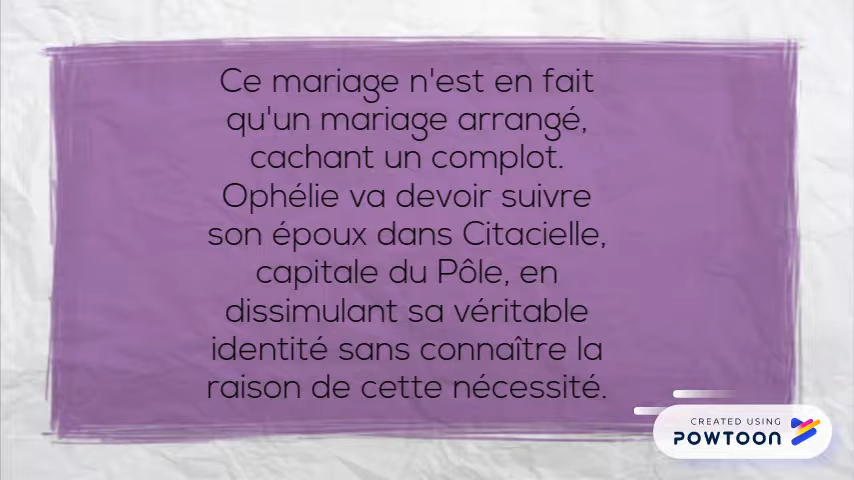 Ce mariage n'est en fait
qu'un mariage arrangé,
cachant un complot.
Ophélie va devoir suivre
son époux dans Citacielle,
capitale du Pôle, en
dissimulant sa véritable
identité sans connaître la
raison de cette nécessité.
CREATED USING
POWTOON